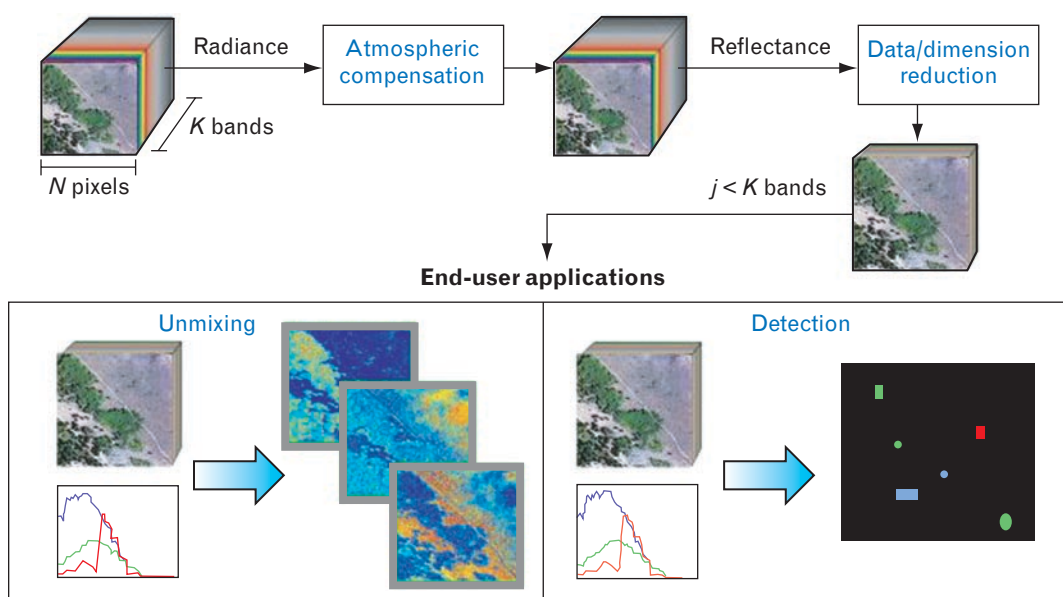 Radiance
Atmospheric
compensation
Reflectance
Data/dimension
reduction
K bands
N pixels
j < K bands
End-user applications
Unmixing
Detection